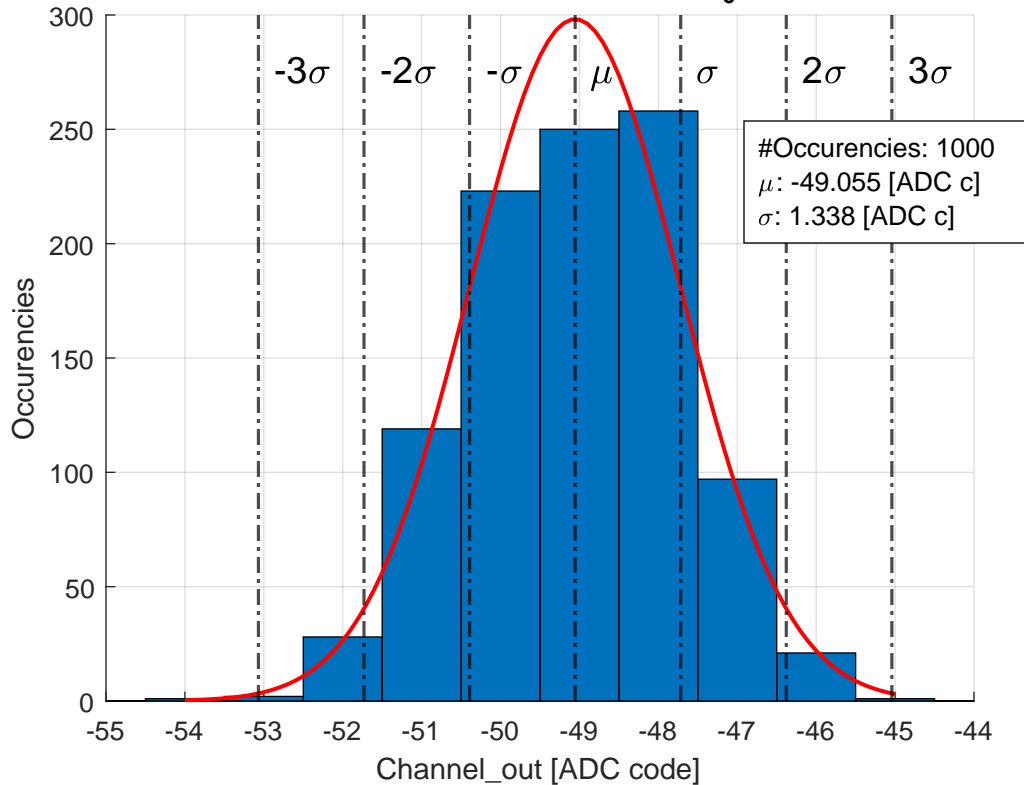 300
250
200
150
100
50
0
-3σ -2σ -σ μ σ 2σ 3σ
#Occurencies: 1000
μ: -49.055 [ADC c]
σ: 1.338 [ADC c]
Occurencies
-55 -54 -53 -52 -51 -50 -49 -48 -47 -46 -45 -44
Channel_out [ADC code]